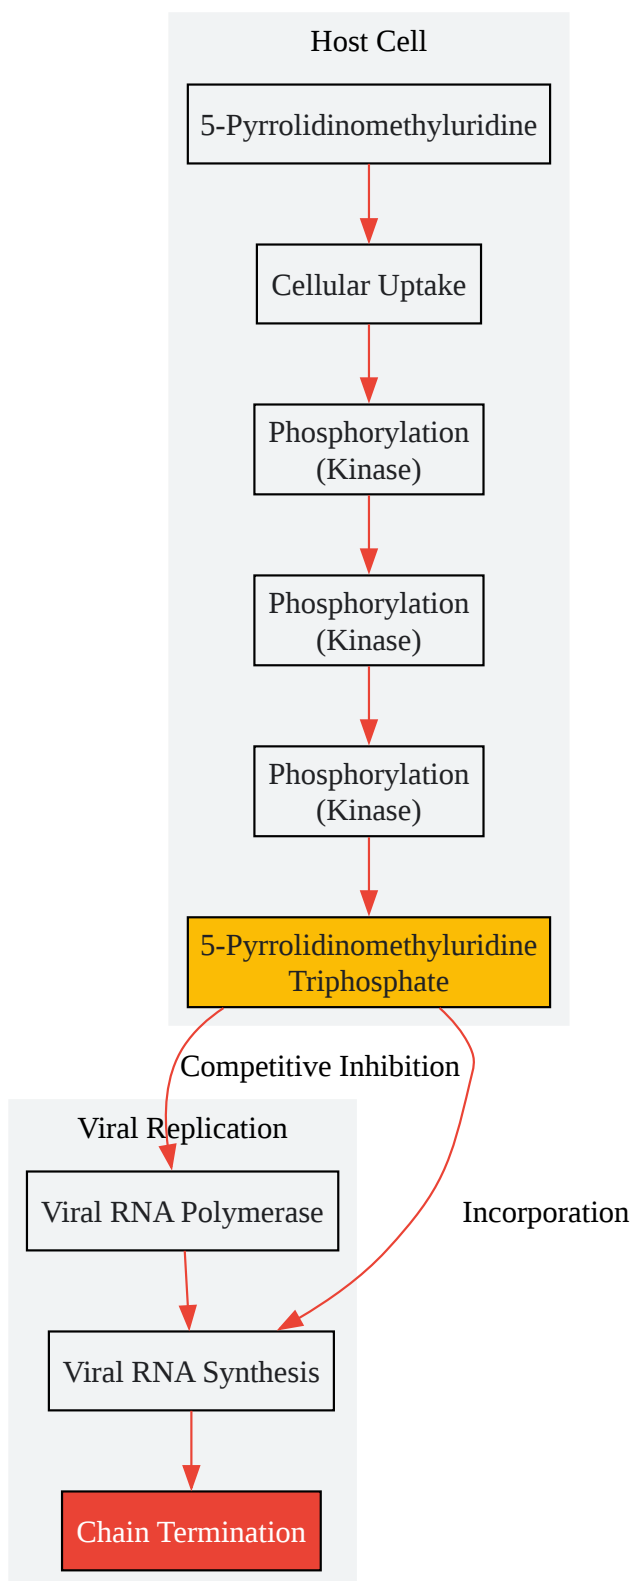 Host Cell
5-Pyrrolidinomethyluridine
Cellular Uptake
Phosphorylation
(Kinase)
Phosphorylation
(Kinase)
Phosphorylation
(Kinase)
5-Pyrrolidinomethyluridine
Triphosphate
Competitive Inhibition
Viral Replication
Viral RNA Polymerase
Incorporation
Viral RNA Synthesis
Chain Termination